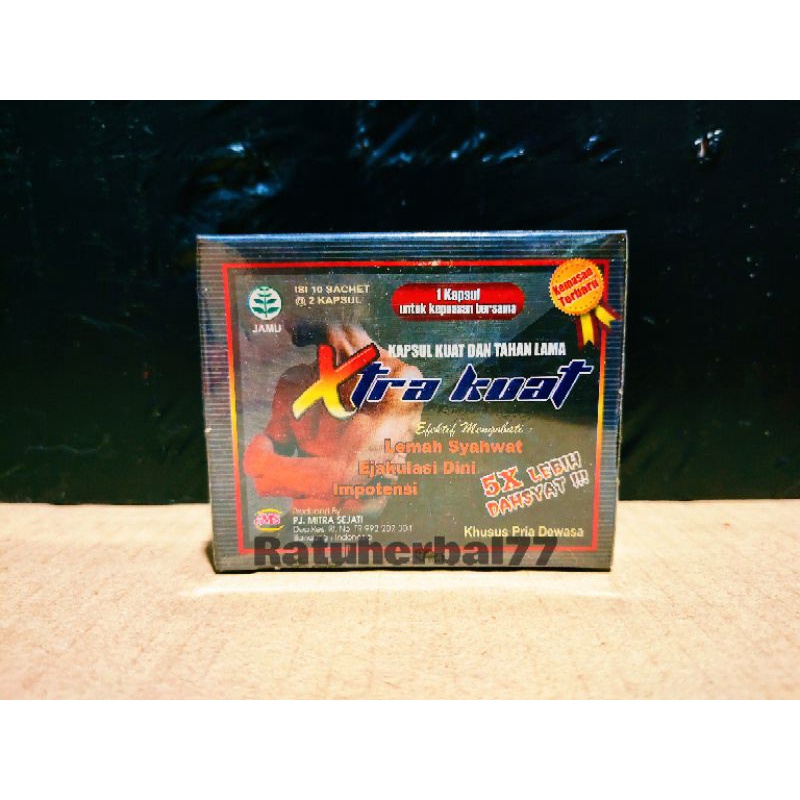 ISI 10 SACHET
@ 2 KAPSUL
JAMU
1 Kapsul
untuk kepuasan bersama
Kemasan
Terbaru
KAPSUL KUAT DAN TAHAN LAMA
Xtra kuat
Efektif Mengobati :
Lemah Syahwat
Ejakulasi Dini
Impotensi
5X LEBIH
DAHSYAT !!!
Produced By
PJ. MITRA SEJATI
Indonesia
Khusus Pria Dewasa
Ratuherbal77